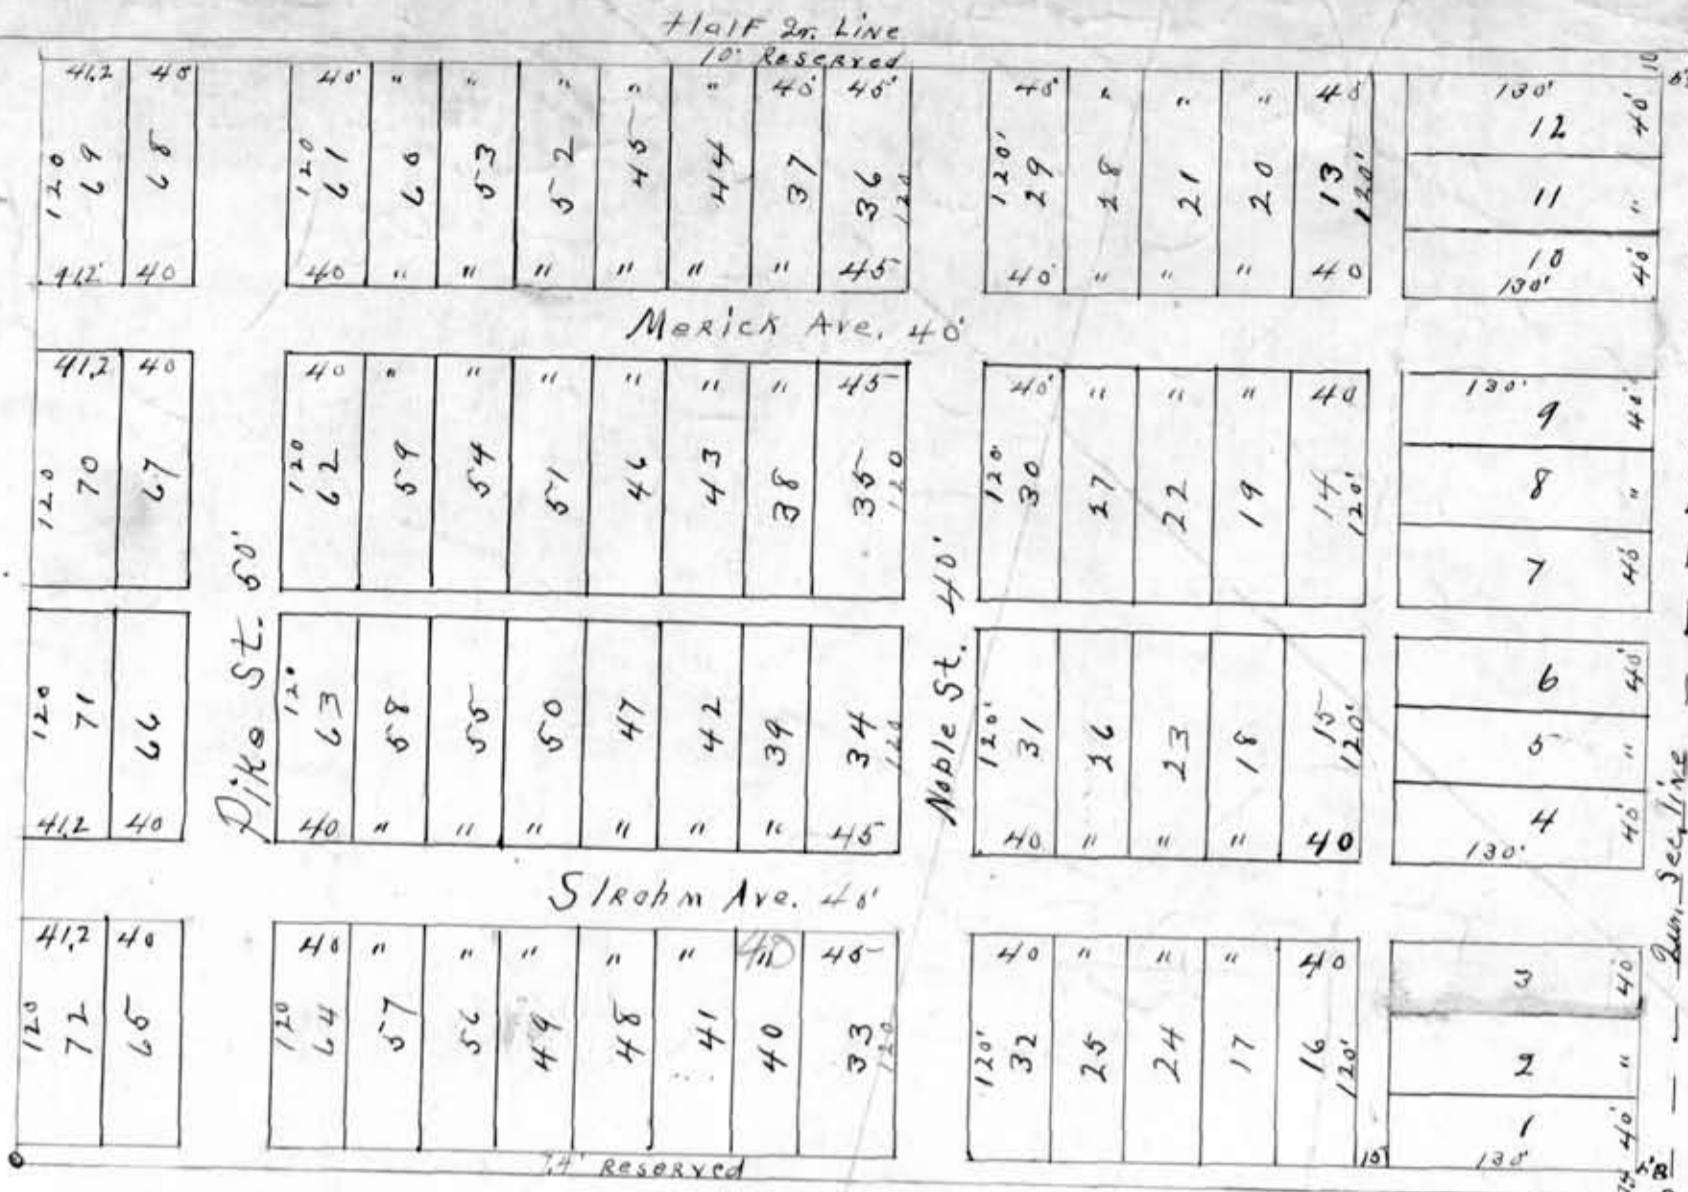 Half Qr. Line
10' Reserved
41.2 40 40' " " " " " 40' 45' 40' " " " 40' 130' 40' 10
120 69 68 120 61 60 53 52 45 44 37 36 120 120' 29 28 21 20 13 120' 12
11 "
41.2 40 40 " " " " " " 45 40' " " " 40 10 40'
130'
Merick Ave. 40'
41.2 40 40 " " " " " " 45 40' " " " 40 130' 40'
9
120 70 67 120 62 59 54 51 46 43 38 35 120 120' 30 27 22 19 14 120' 8 "
7 40'
Pike St. 50'
Noble St. 40'
120 71 66 120 63 58 55 50 47 42 39 34 120 120' 31 26 23 18 15 120' 6 40'
5 "
41.2 40 40 " " " " " " 45 40 " " " 40 4 40'
130'
Strohm Ave. 40'
41.2 40 40 " " " " " 40 45 40 " " " 40 3 40
120 72 65 120 64 57 56 49 48 41 40 33 120 120' 32 25 24 17 16 120' 2 "
1 40'
7.4' Reserved
15' 130'
Sec. Line